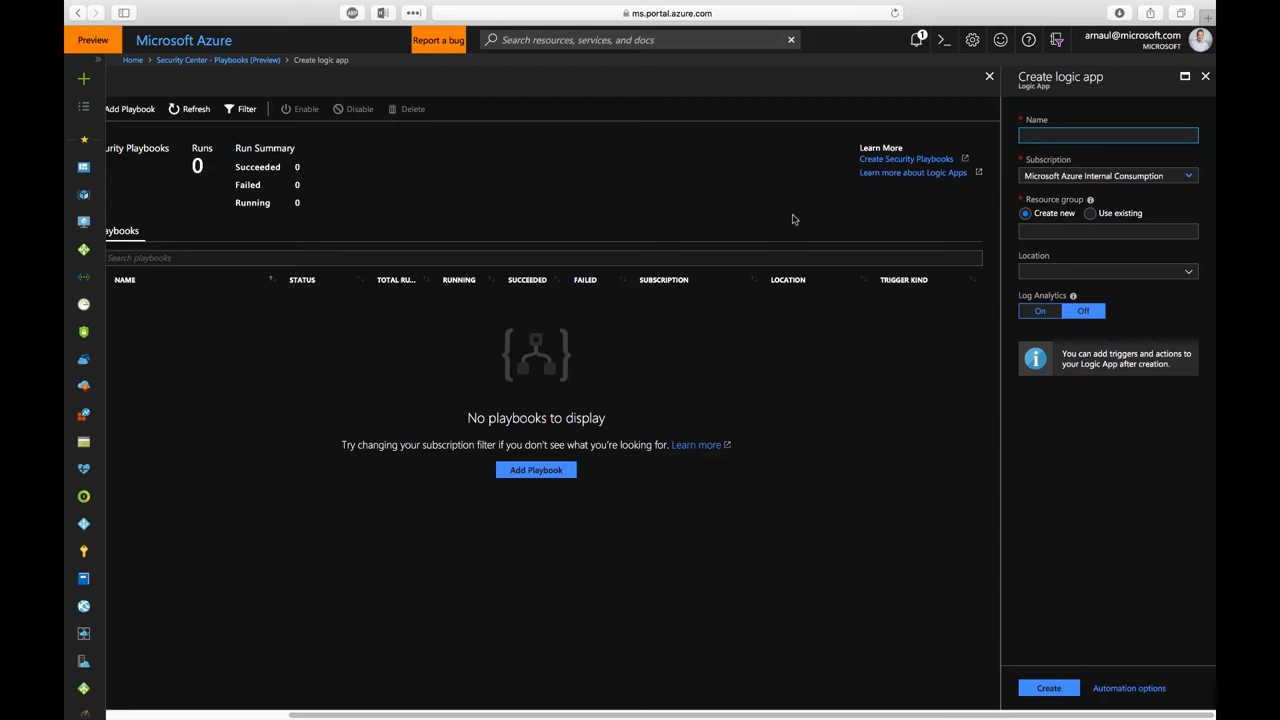 ABP
ms.portal.azure.com
Preview
Microsoft Azure
Report a bug
Search resources, services, and docs
1
arnaul@microsoft.com
MICROSOFT
Home
Security Center - Playbooks (Preview)
Create logic app
Create logic app
Logic App
Add Playbook
Refresh
Filter
Enable
Disable
Delete
urity Playbooks
0
Runs
0
Run Summary
Succeeded 0
Failed 0
Running 0
Learn More
Create Security Playbooks
Learn more about Logic Apps
aybooks
Search playbooks
NAME STATUS TOTAL RU... RUNNING SUCCEEDED FAILED SUBSCRIPTION LOCATION TRIGGER KIND
No playbooks to display
Try changing your subscription filter if you don't see what you're looking for. Learn more
Add Playbook
* Name
* Subscription
Microsoft Azure Internal Consumption
* Resource group
Create new Use existing
Location
Log Analytics
On Off
You can add triggers and actions to
your Logic App after creation.
Create
Automation options